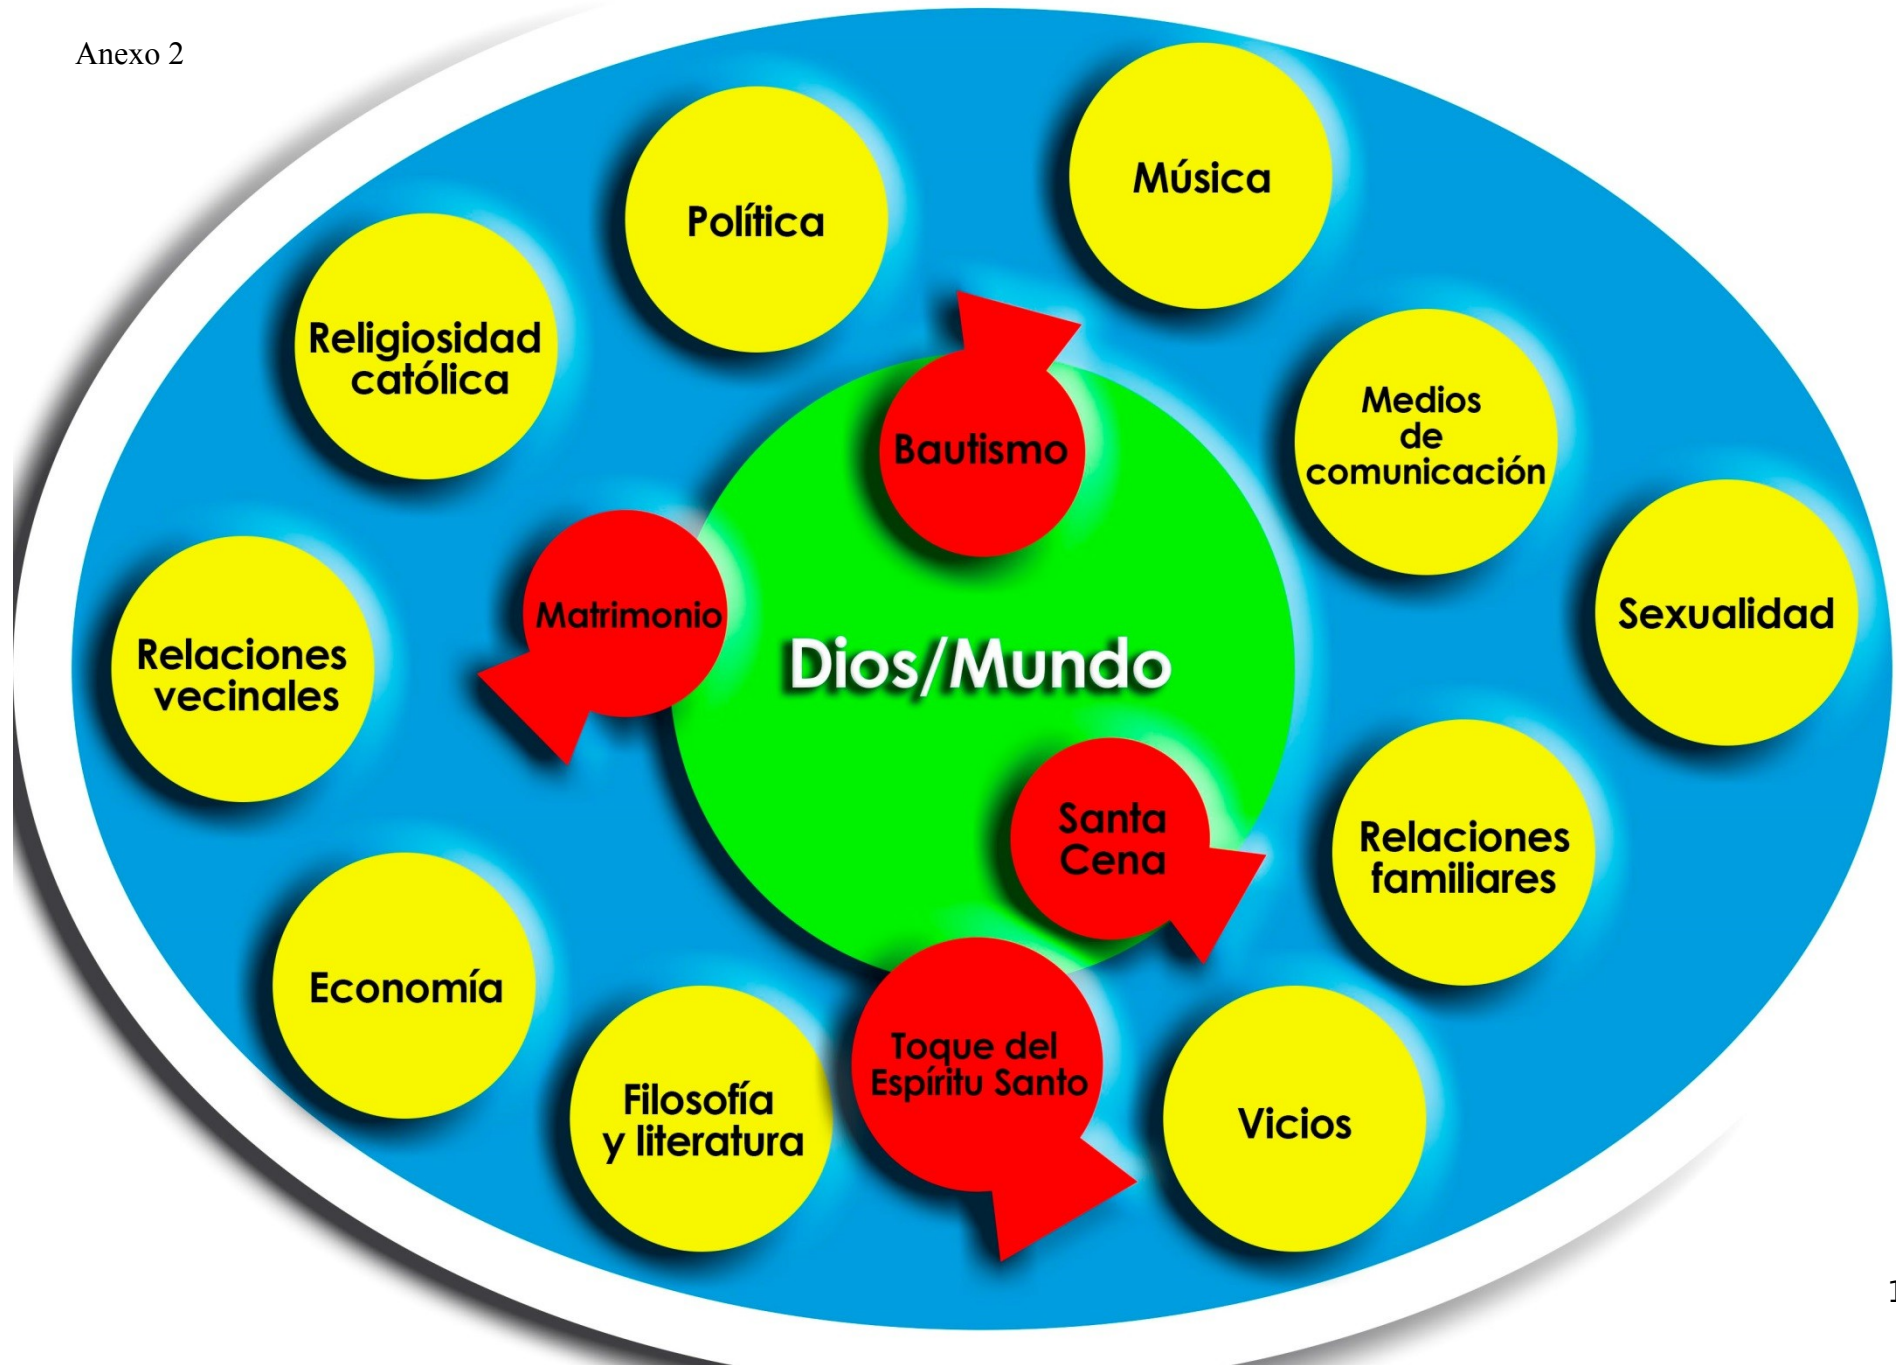 Anexo 2
Música
Política
Religiosidad
católica
Medios
de
comunicación
Bautismo
Sexualidad
Matrimonio
Dios/Mundo
Relaciones
vecinales
Santa
Cena
Relaciones
familiares
Economía
Toque del
Espíritu Santo
Filosofía
y literatura
Vicios
1